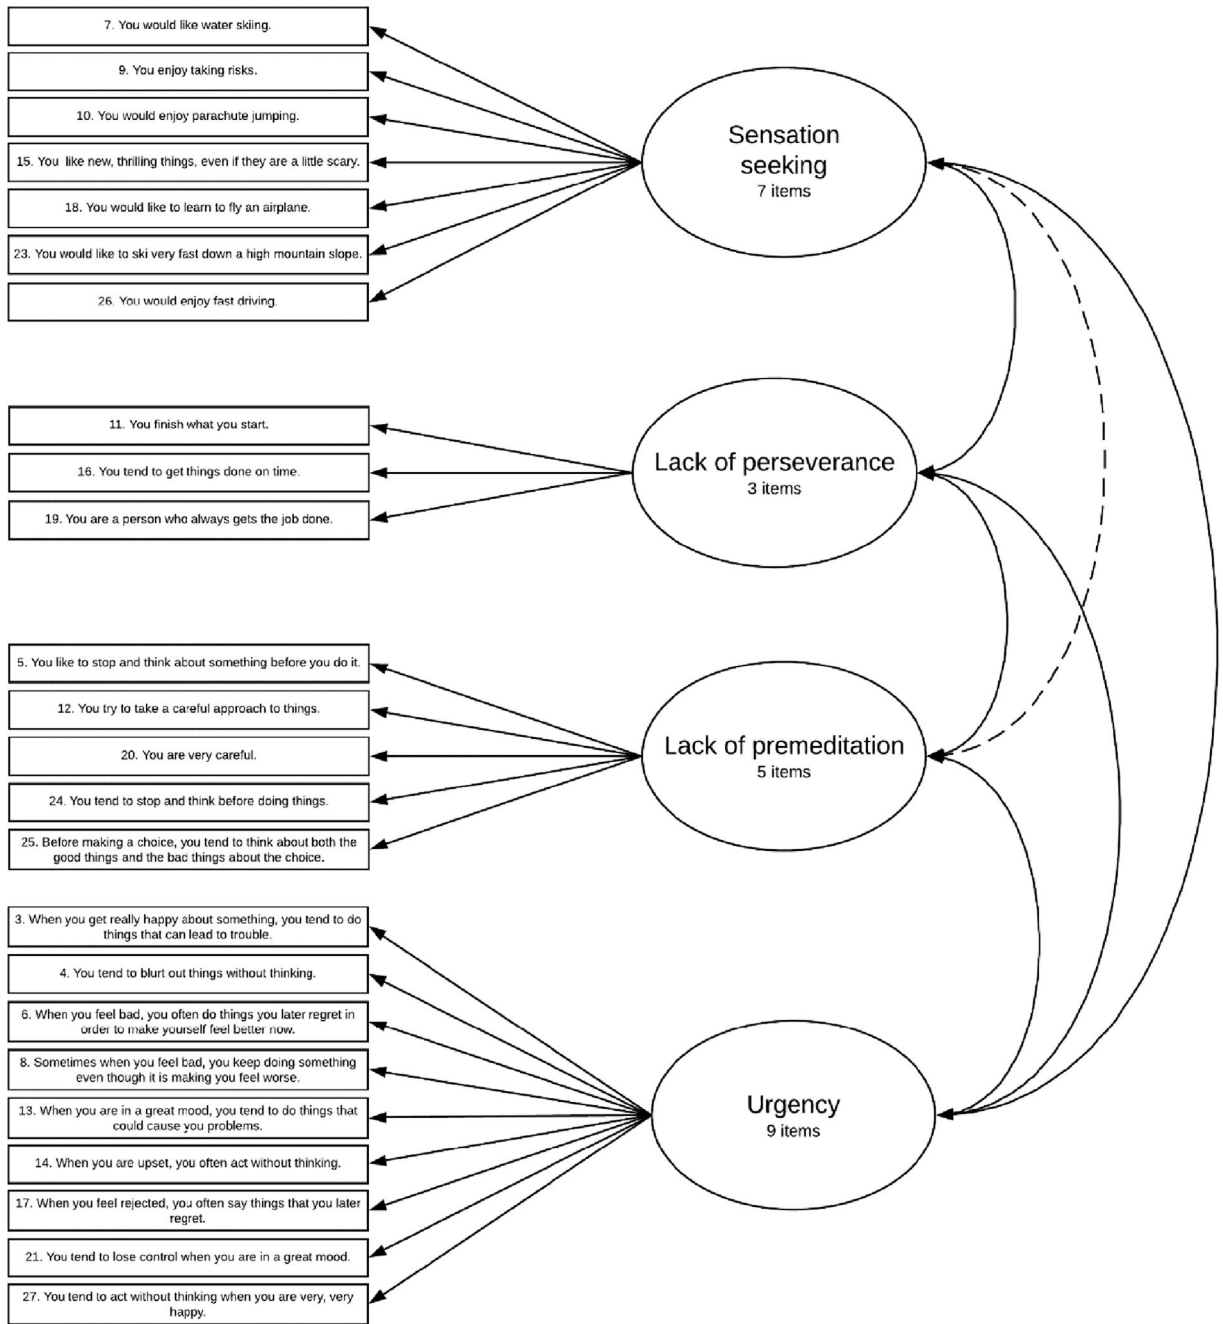 7. You would like water skiing.
9. You enjoy taking risks.
10. You would enjoy parachute jumping.
15. You like new, thrilling things, even if they are a little scary.
18. You would like to learn to fly an airplane.
23. You would like to ski very fast down a high mountain slope.
26. You would enjoy fast driving.
Sensation
seeking
7 items
11. You finish what you start.
16. You tend to get things done on time.
19. You are a person who always gets the job done.
Lack of perseverance
3 items
5. You like to stop and think about something before you do it.
12. You try to take a careful approach to things.
20. You are very careful.
24. You tend to stop and think before doing things.
25. Before making a choice, you tend to think about both the
good things and the bad things about the choice.
Lack of premeditation
5 items
3. When you get really happy about something, you tend to do
things that can lead to trouble.
4. You tend to blurt out things without thinking.
6. When you feel bad, you often do things you later regret in
order to make yourself feel better now.
8. Sometimes when you feel bad, you keep doing something
even though it is making you feel worse.
13. When you are in a great mood, you tend to do things that
could cause you problems.
14. When you are upset, you often act without thinking.
17. When you feel rejected, you often say things that you later
regret.
21. You tend to lose control when you are in a great mood.
27. You tend to act without thinking when you are very, very
happy.
Urgency
9 items